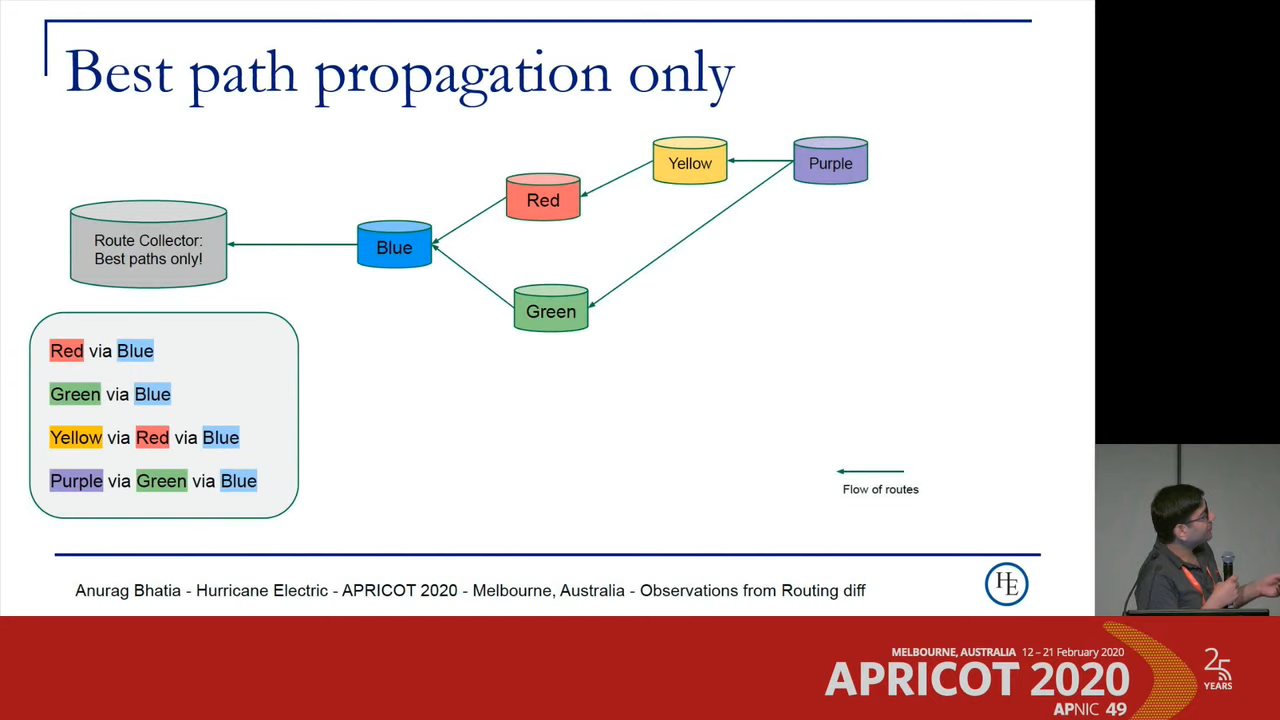 Best path propagation only
Yellow
Purple
Red
Route Collector:
Best paths only!
Blue
Green
Red via Blue
Green via Blue
Yellow via Red via Blue
Purple via Green via Blue
Flow of routes
Anurag Bhatia - Hurricane Electric - APRICOT 2020 - Melbourne, Australia - Observations from Routing diff
HE
MELBOURNE, AUSTRALIA 12 – 21 February 2020
APRICOT 2020
APNIC 49
25
YEARS